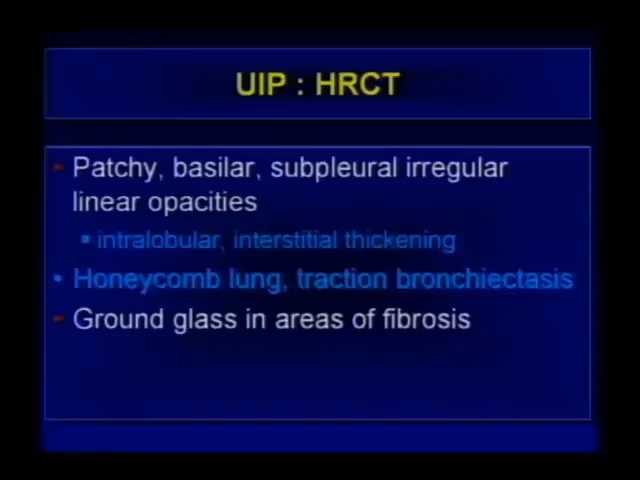 UIP : HRCT
- Patchy, basilar, subpleural irregular
linear opacities
▪ intralobular, interstitial thickening
• Honeycomb lung, traction bronchiectasis
- Ground glass in areas of fibrosis